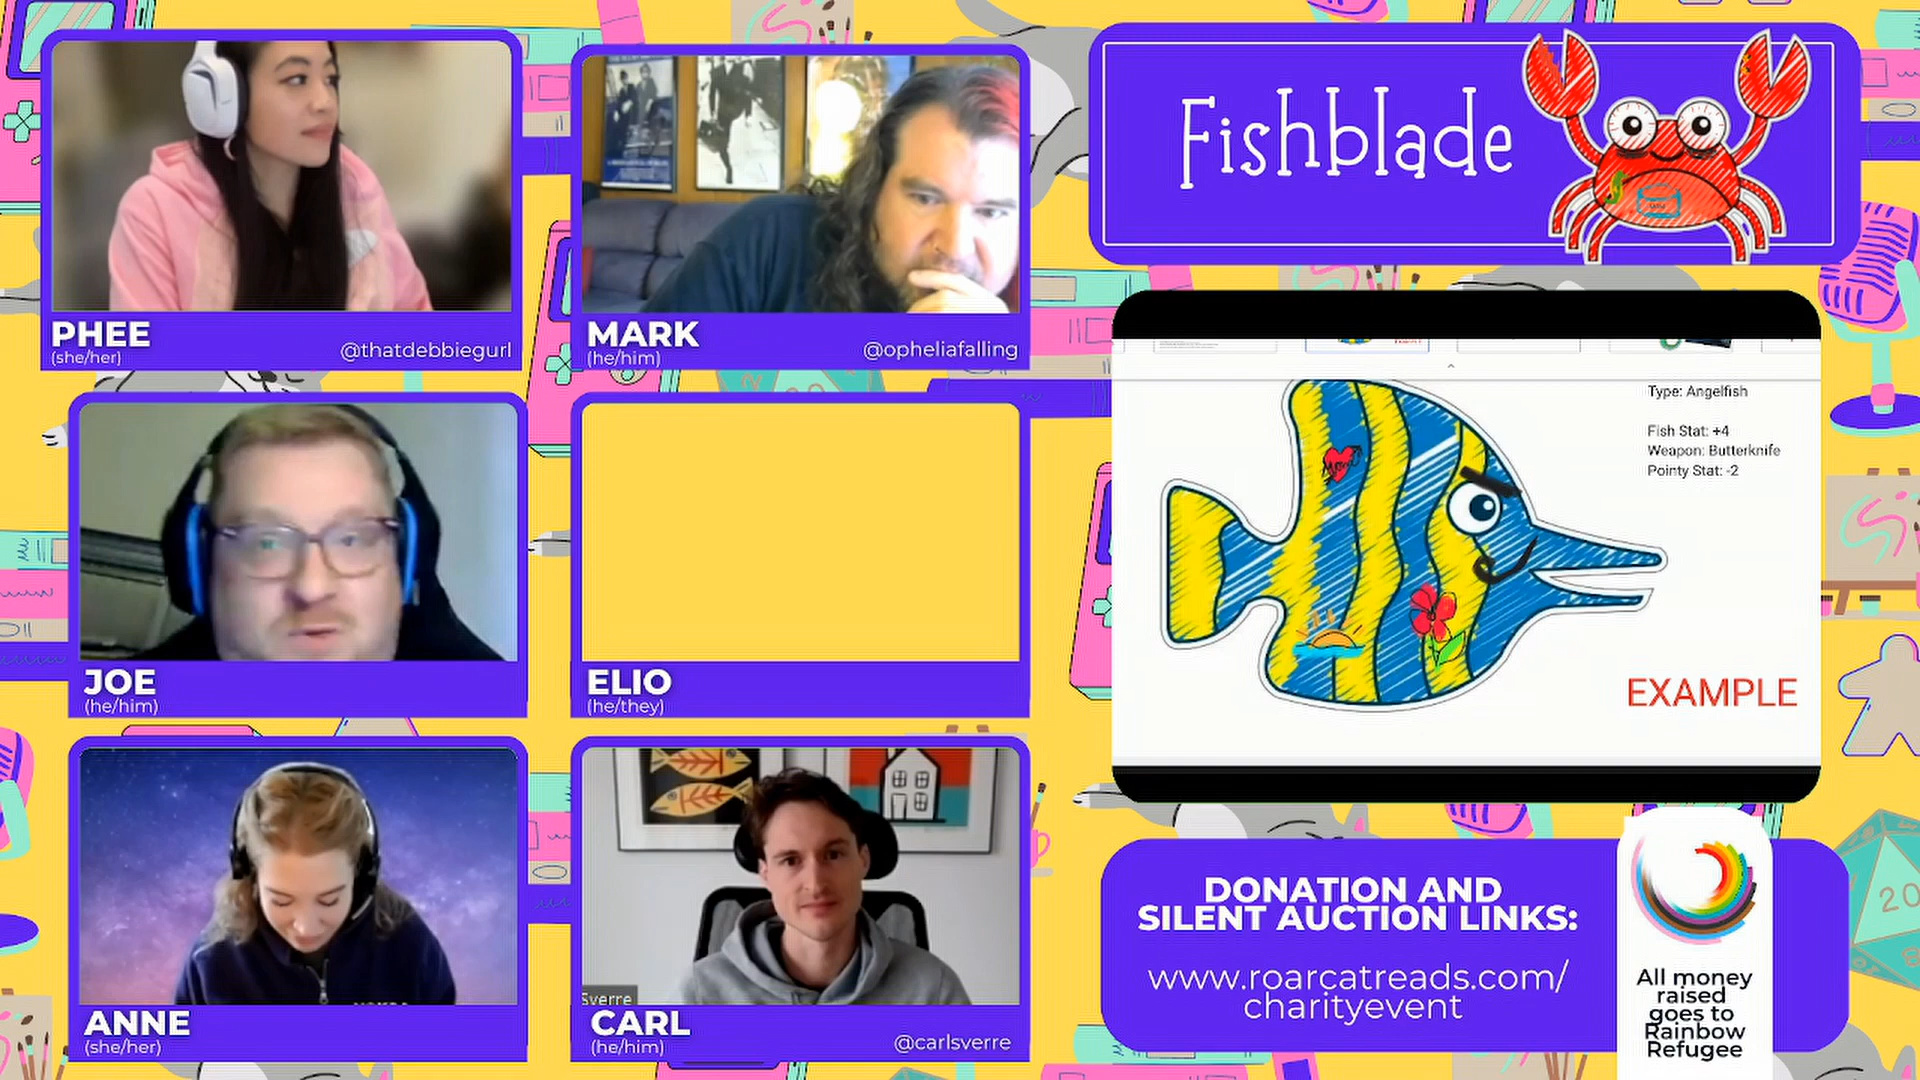 PHEE
(she/her)
@thatdebbiegurl
MARK
(he/him)
@opheliafalling
JOE
(he/him)
ELIO
(he/they)
ANNE
(she/her)
Sverre
CARL
(he/him)
@carlsverre
Fishblade
Type: Angelfish
Fish Stat: +4
Weapon: Butterknife
Pointy Stat: -2
EXAMPLE
DONATION AND
SILENT AUCTION LINKS:
www.roarcatreads.com/
charityevent
All money
raised
goes to
Rainbow
Refugee
20